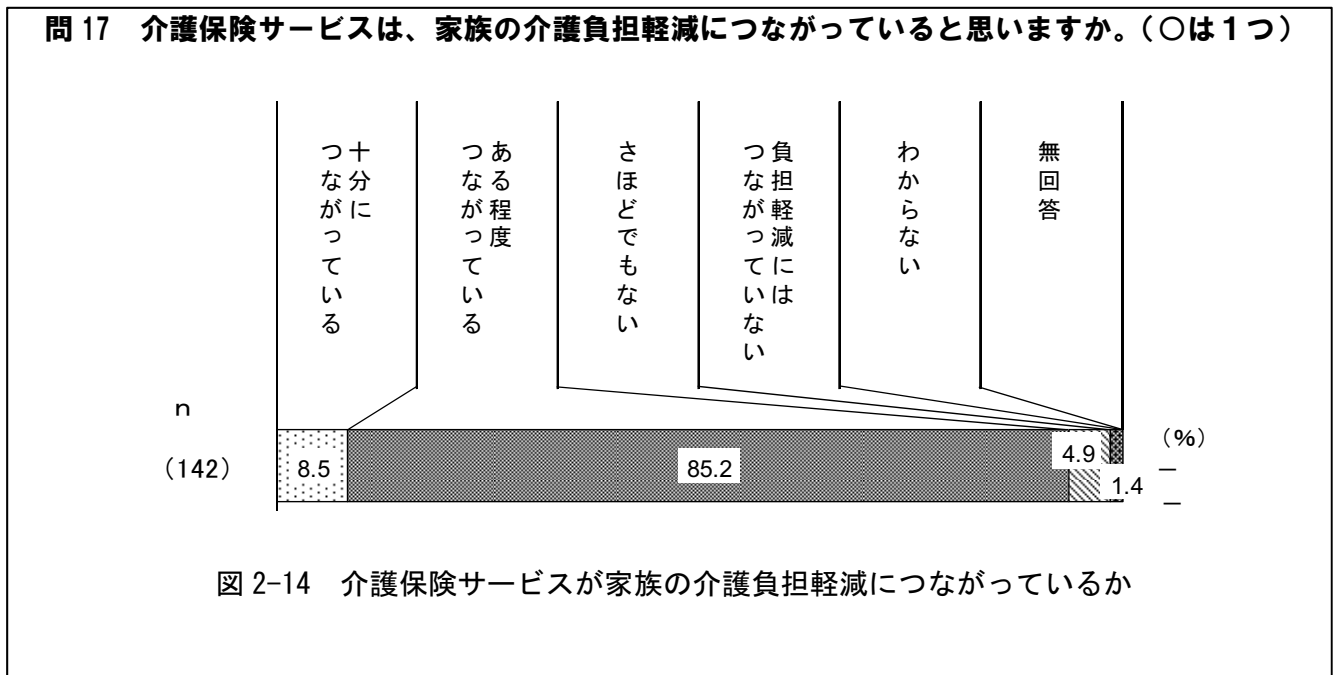 問 17　介護保険サービスは、家族の介護負担軽減につながっていると思いますか。（○は１つ）
十分に
つながっている
ある程度
つながっている
さほどでもない
負担軽減には
つながっていない
わからない
無回答
ｎ
（142）
8.5
85.2
4.9
1.4
（%）
－
－
図 2-14　介護保険サービスが家族の介護負担軽減につながっているか